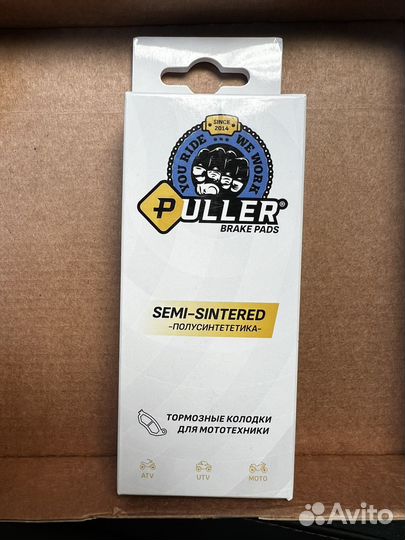 SINCE
2014
YOU RIDE ••• WE WORK
PULLER®
BRAKE PADS
SEMI-SINTERED
-ПОЛУСИНТЕТЕТИКА-
ТОРМОЗНЫЕ КОЛОДКИ
ДЛЯ МОТОТЕХНИКИ
ATV UTV MOTO
Avito